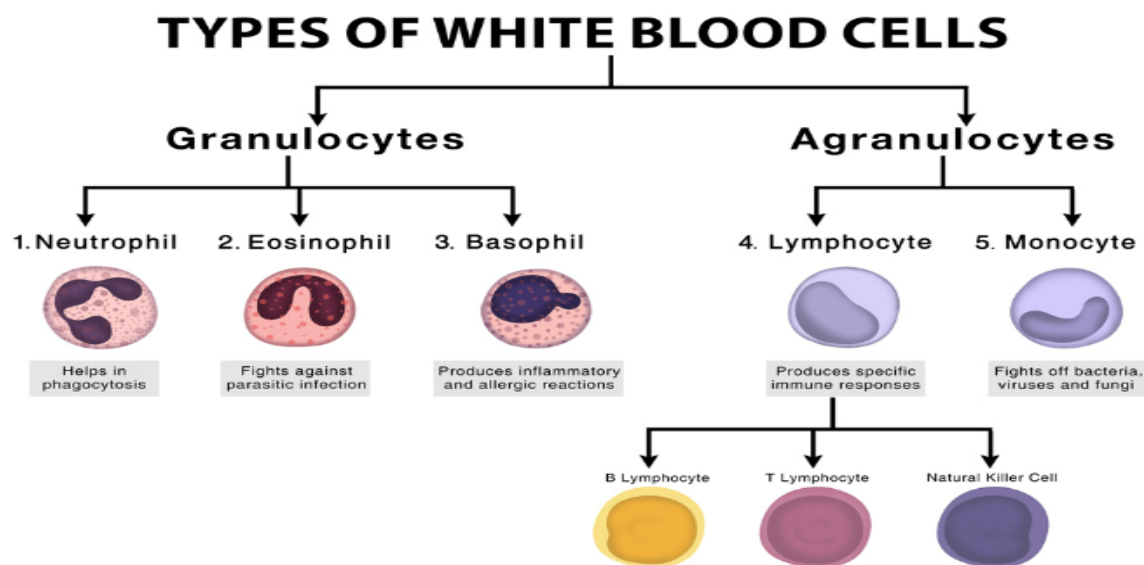 TYPES OF WHITE BLOOD CELLS
Granulocytes
Agranulocytes
1. Neutrophil
2. Eosinophil
3. Basophil
4. Lymphocyte
5. Monocyte
Helps in
phagocytosis
Fights against
parasitic infection
Produces inflammatory
and allergic reactions
Produces specific
immune responses
Fights off bacteria,
viruses and fungi
B Lymphocyte
T Lymphocyte
Natural Killer Cell